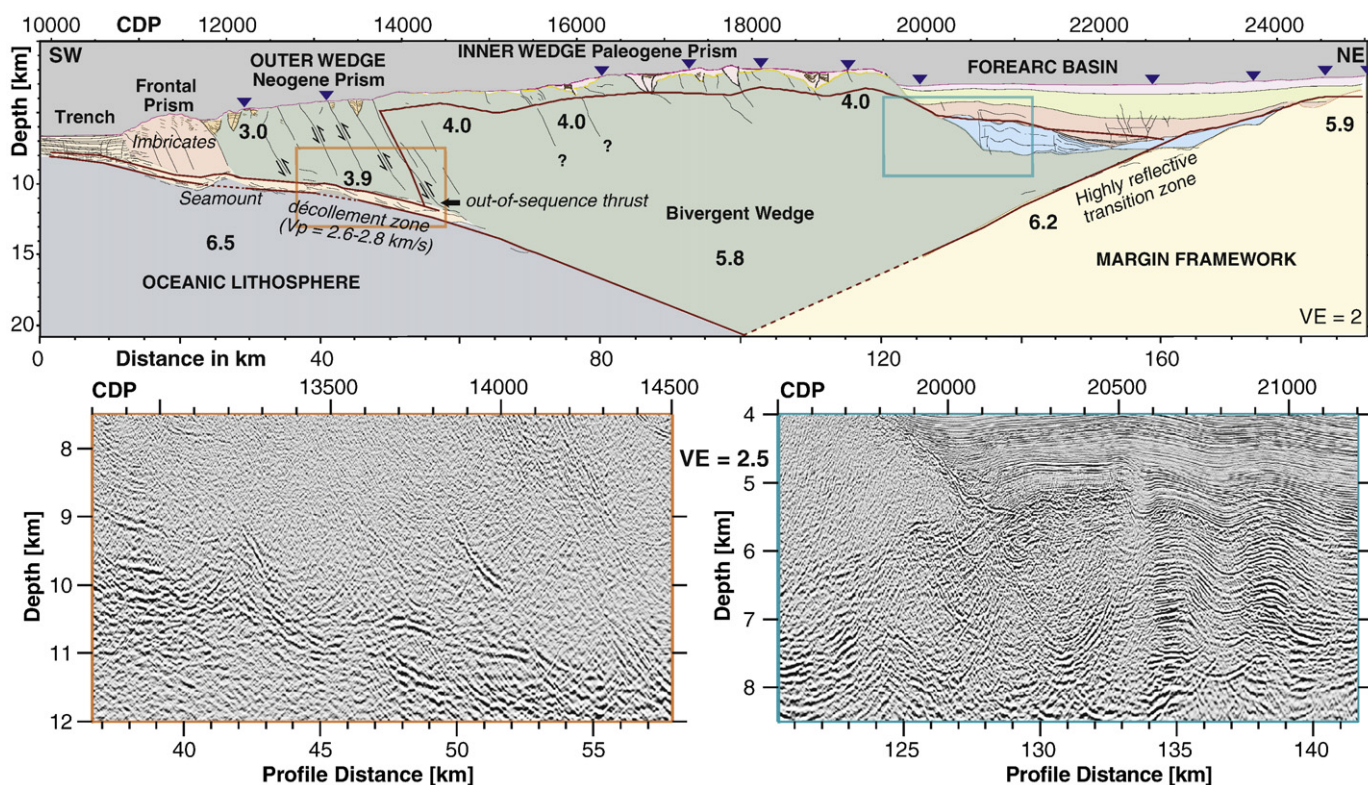 10000 CDP 12000 14000 16000 18000 20000 22000 24000
SW
NE
INNER WEDGE Paleogene Prism
OUTER WEDGE
Neogene Prism
FOREARC BASIN
Frontal
Prism
Trench
Imbricates
3.0
4.0
4.0
4.0
5.9
? ?
3.9
out-of-sequence thrust
Seamount
décollement zone
(Vp = 2.6-2.8 km/s)
6.5
Bivergent Wedge
5.8
6.2
Highly reflective
transition zone
OCEANIC LITHOSPHERE
MARGIN FRAMEWORK
VE = 2
Depth [km]
0
5
10
15
20
0 Distance in km 40 80 120 160
CDP 13500 14000 14500
Depth [km]
8
9
10
11
12
40 45 50 55
Profile Distance [km]
VE = 2.5
CDP 20000 20500 21000
Depth [km]
4
5
6
7
8
125 130 135 140
Profile Distance [km]